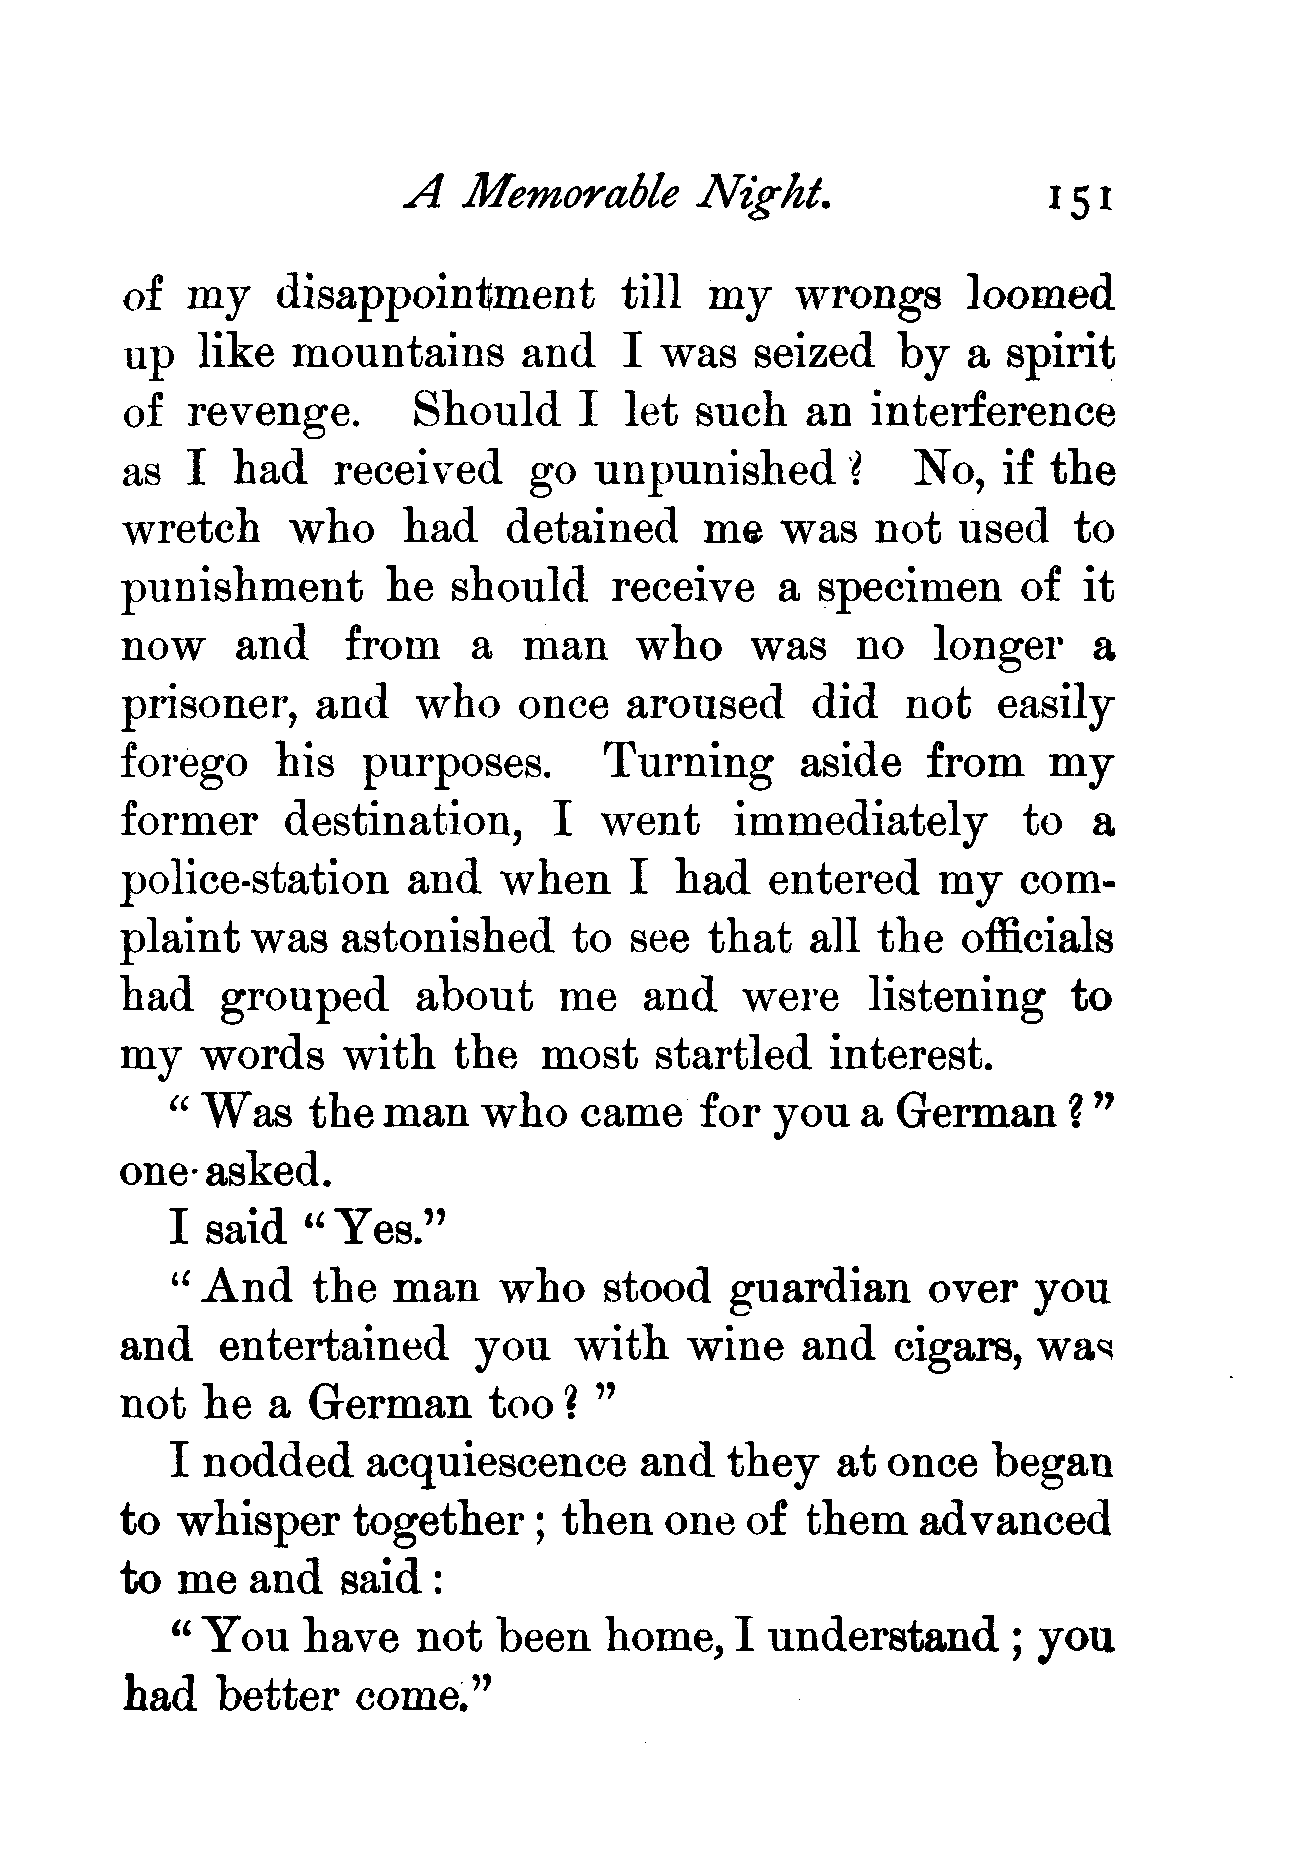 A Memorable Night. 151
of my disappointment till my wrongs loomed
up like mountains and I was seized by a spirit
of revenge. Should I let such an interference
as I had received go unpunished? No, if the
wretch who had detained me was not used to
punishment he should receive a specimen of it
now and from a man who was no longer a
prisoner, and who once aroused did not easily
forego his purposes. Turning aside from my
former destination, I went immediately to a
police-station and when I had entered my com-
plaint was astonished to see that all the officials
had grouped about me and were listening to
my words with the most startled interest.
“Was the man who came for you a German?”
one asked.
I said “Yes.”
“And the man who stood guardian over you
and entertained you with wine and cigars, was
not he a German too?”
I nodded acquiescence and they at once began
to whisper together; then one of them advanced
to me and said:
“You have not been home, I understand; you
had better come.”